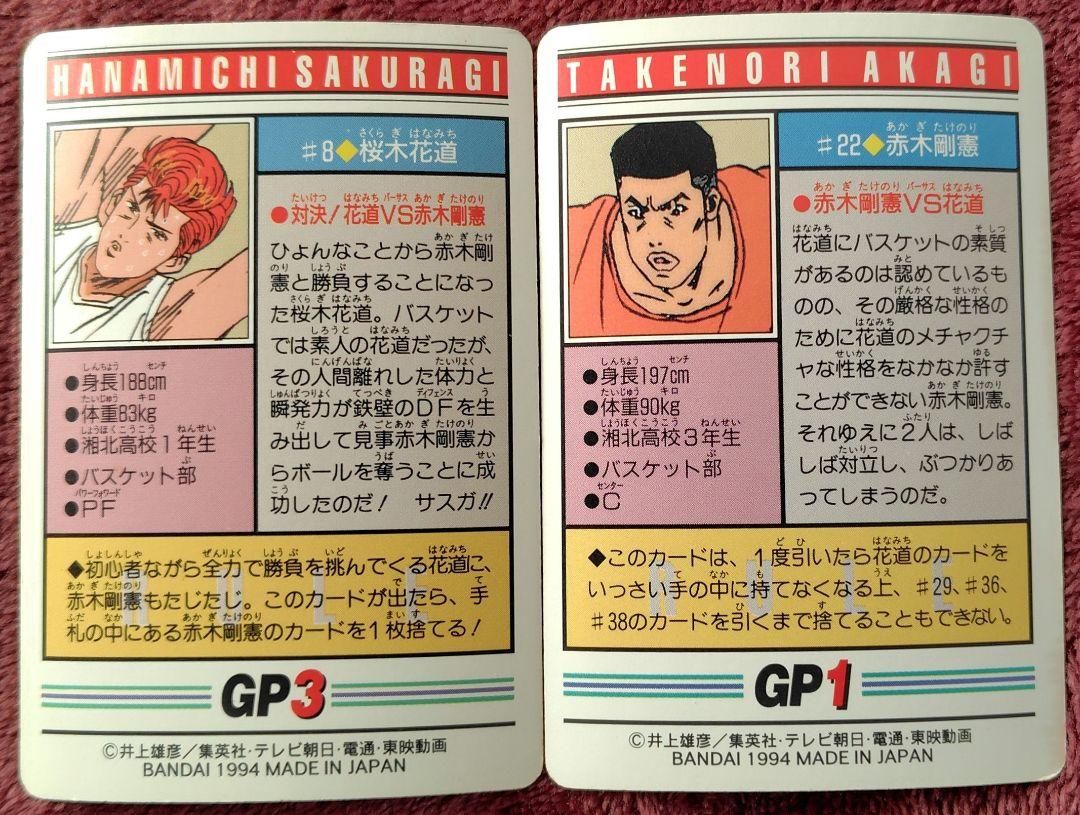 HANAMICHI SAKURAGI
#8◆桜木花道
●対決!花道VS赤木剛憲
ひょんなことから赤木剛
憲と勝負することになっ
た桜木花道。バスケット
では素人の花道だったが、
その人間離れした体力と
瞬発力が鉄壁のDFを生
み出して見事赤木剛憲か
らボールを奪うことに成
功したのだ! サスガ!!
●身長188cm
●体重83kg
●湘北高校1年生
●バスケット部
●PF
◆初心者ながら全力で勝負を挑んでくる花道に、
赤木剛憲もたじたじ。このカードが出たら、手
札の中にある赤木剛憲のカードを1枚捨てる!
RULE
GP3
©井上雄彦/集英社・テレビ朝日・電通・東映動画
BANDAI 1994 MADE IN JAPAN
TAKENORI AKAGI
#22◆赤木剛憲
●赤木剛憲VS花道
花道にバスケットの素質
があるのは認めているも
のの、その厳格な性格の
ために花道のメチャクチ
ャな性格をなかなか許す
ことができない赤木剛憲。
それゆえに2人は、しば
しば対立し、ぶつかりあ
ってしまうのだ。
●身長197cm
●体重90kg
●湘北高校3年生
●バスケット部
●C
◆このカードは、1度引いたら花道のカードを
いっさい手の中に持てなくなる上、#29、#36、
#38のカードを引くまで捨てることもできない。
RULE
GP1
©井上雄彦/集英社・テレビ朝日・電通・東映動画
BANDAI 1994 MADE IN JAPAN